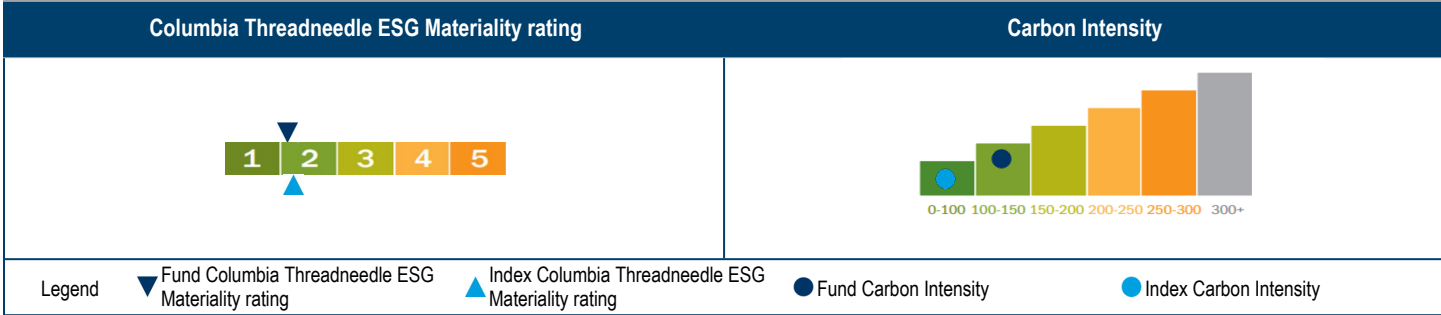 Columbia Threadneedle ESG Materiality rating
Carbon Intensity
1 2 3 4 5
0-100 100-150 150-200 200-250 250-300 300+
Legend
Fund Columbia Threadneedle ESG
Materiality rating
Index Columbia Threadneedle ESG
Materiality rating
Fund Carbon Intensity
Index Carbon Intensity